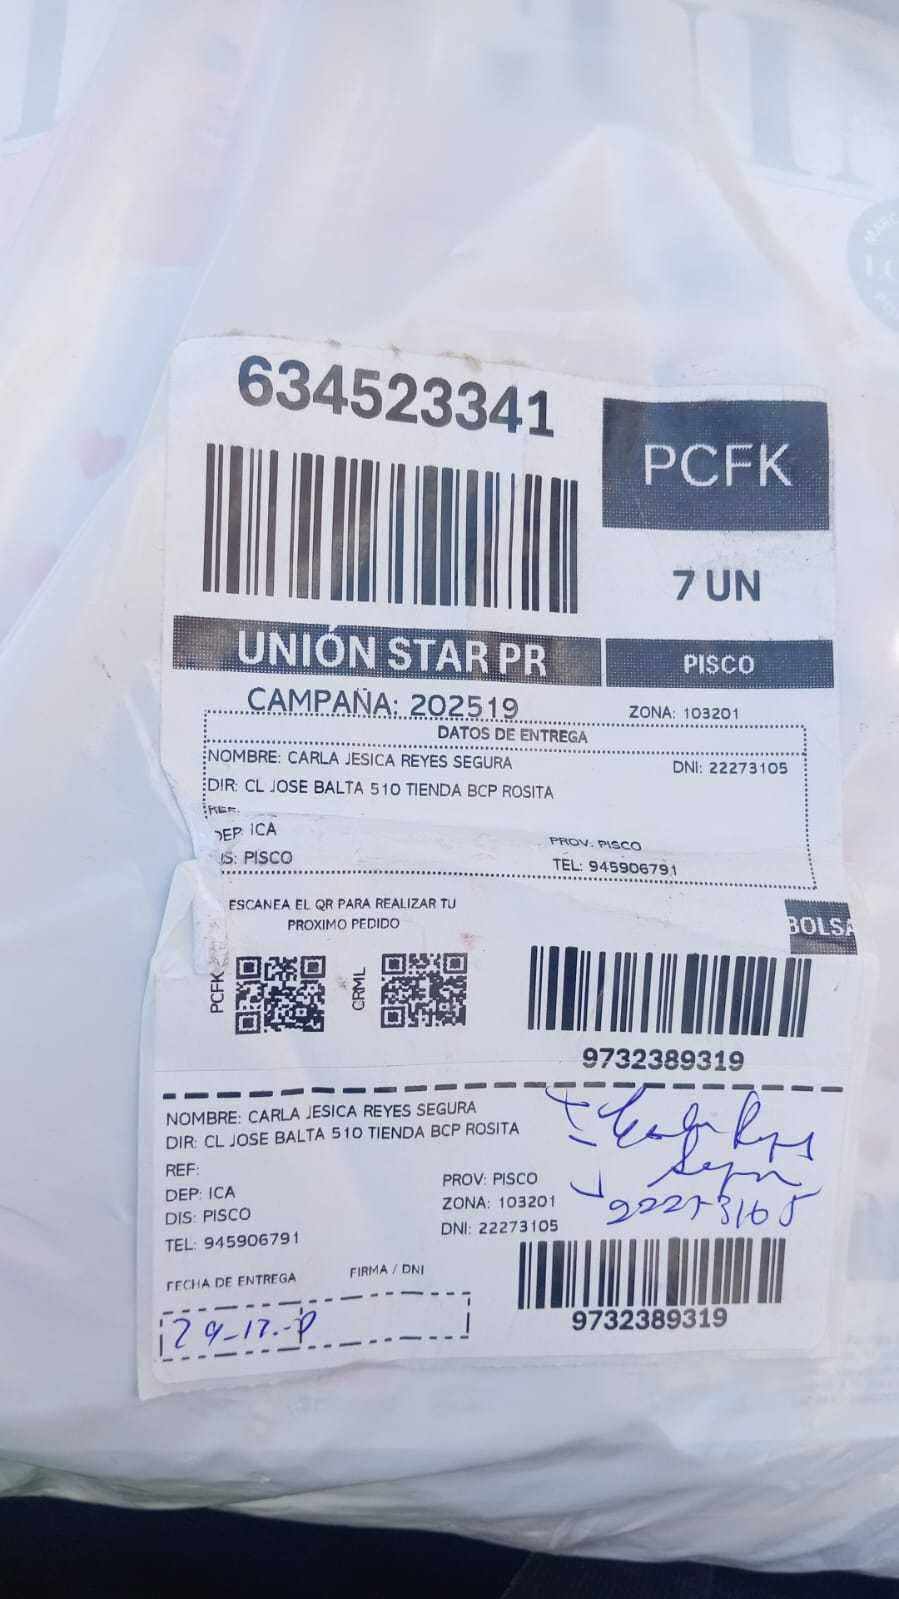 634523341
PCFK
7 UN
UNIÓN STAR PR
PISCO
CAMPAÑA: 202519
ZONA: 103201
DATOS DE ENTREGA
NOMBRE: CARLA JESICA REYES SEGURA
DNI: 22273105
DIR: CL JOSE BALTA 510 TIENDA BCP ROSITA
REF:
DEP: ICA
PROV: PISCO
DIS: PISCO
TEL: 945906791
ESCANEA EL QR PARA REALIZAR TU
PROXIMO PEDIDO
BOLSA
PCFK
CRML
9732389319
NOMBRE: CARLA JESICA REYES SEGURA
DIR: CL JOSE BALTA 510 TIENDA BCP ROSITA
REF:
DEP: ICA
PROV: PISCO
DIS: PISCO
ZONA: 103201
TEL: 945906791
DNI: 22273105
Reyes
Segura
FECHA DE ENTREGA
FIRMA / DNI
9732389319